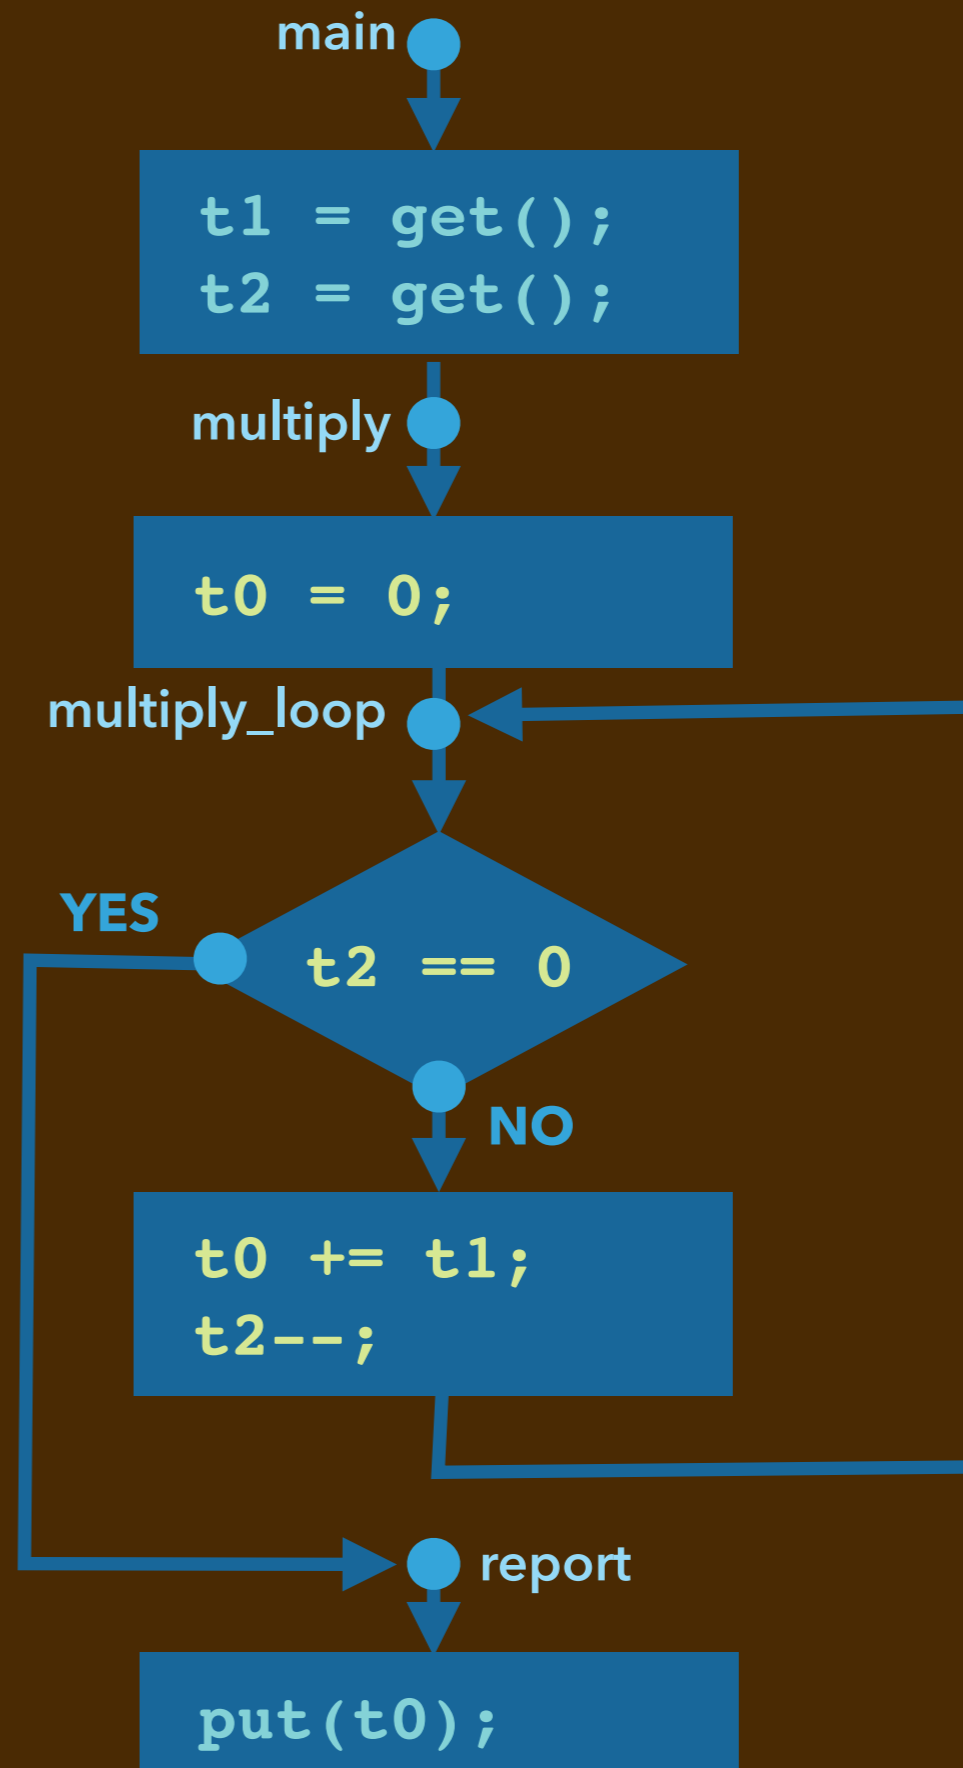 main
t1 = get();
t2 = get();
multiply
t0 = 0;
multiply_loop
YES
t2 == 0
NO
t0 += t1;
t2--;
report
put(t0);